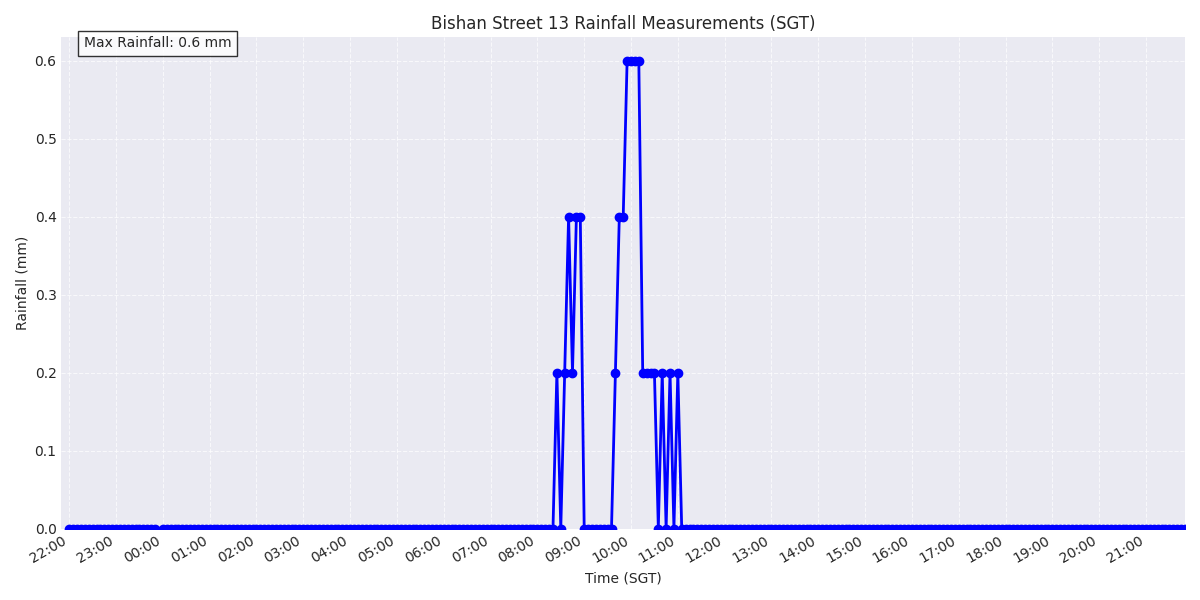 Bishan Street 13 Rainfall Measurements (SGT)
Max Rainfall: 0.6 mm
0.6
0.5
0.4
0.3
0.2
0.1
0.0
Rainfall (mm)
22:00 23:00 00:00 01:00 02:00 03:00 04:00 05:00 06:00 07:00 08:00 09:00 10:00 11:00 12:00 13:00 14:00 15:00 16:00 17:00 18:00 19:00 20:00 21:00
Time (SGT)